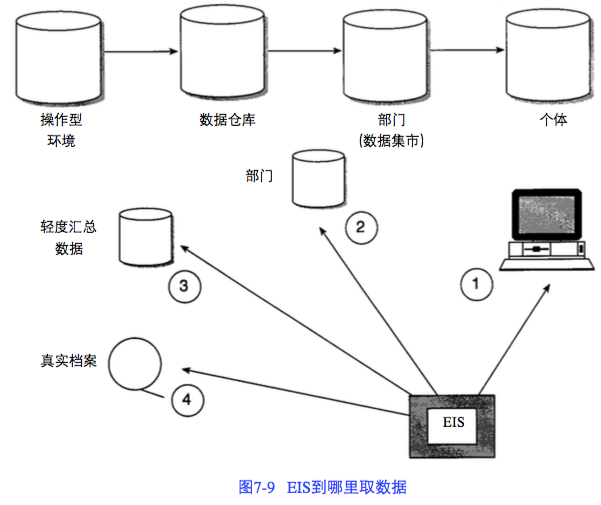 操作型
环境
数据仓库
部门
(数据集市)
个体
部门
2
轻度汇总
数据
3
1
真实档案
4
EIS
图7-9 EIS到哪里取数据